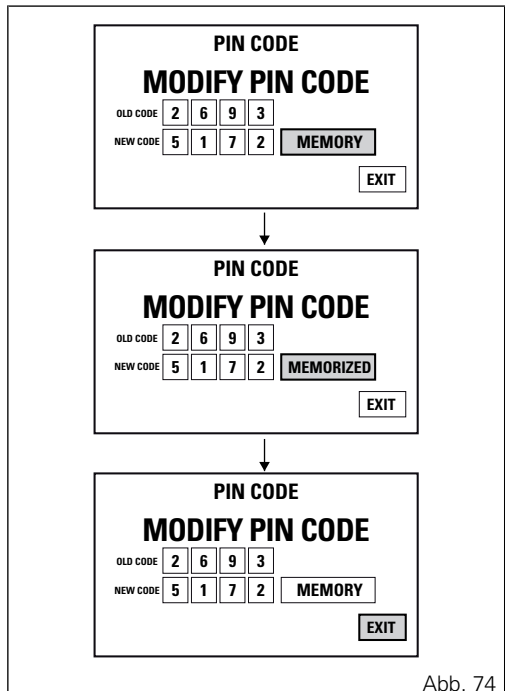 PIN CODE
MODIFY PIN CODE
OLD CODE 2 6 9 3
NEW CODE 5 1 7 2 MEMORY
EXIT
PIN CODE
MODIFY PIN CODE
OLD CODE 2 6 9 3
NEW CODE 5 1 7 2 MEMORIZED
EXIT
PIN CODE
MODIFY PIN CODE
OLD CODE 2 6 9 3
NEW CODE 5 1 7 2 MEMORY
EXIT
Abb. 74